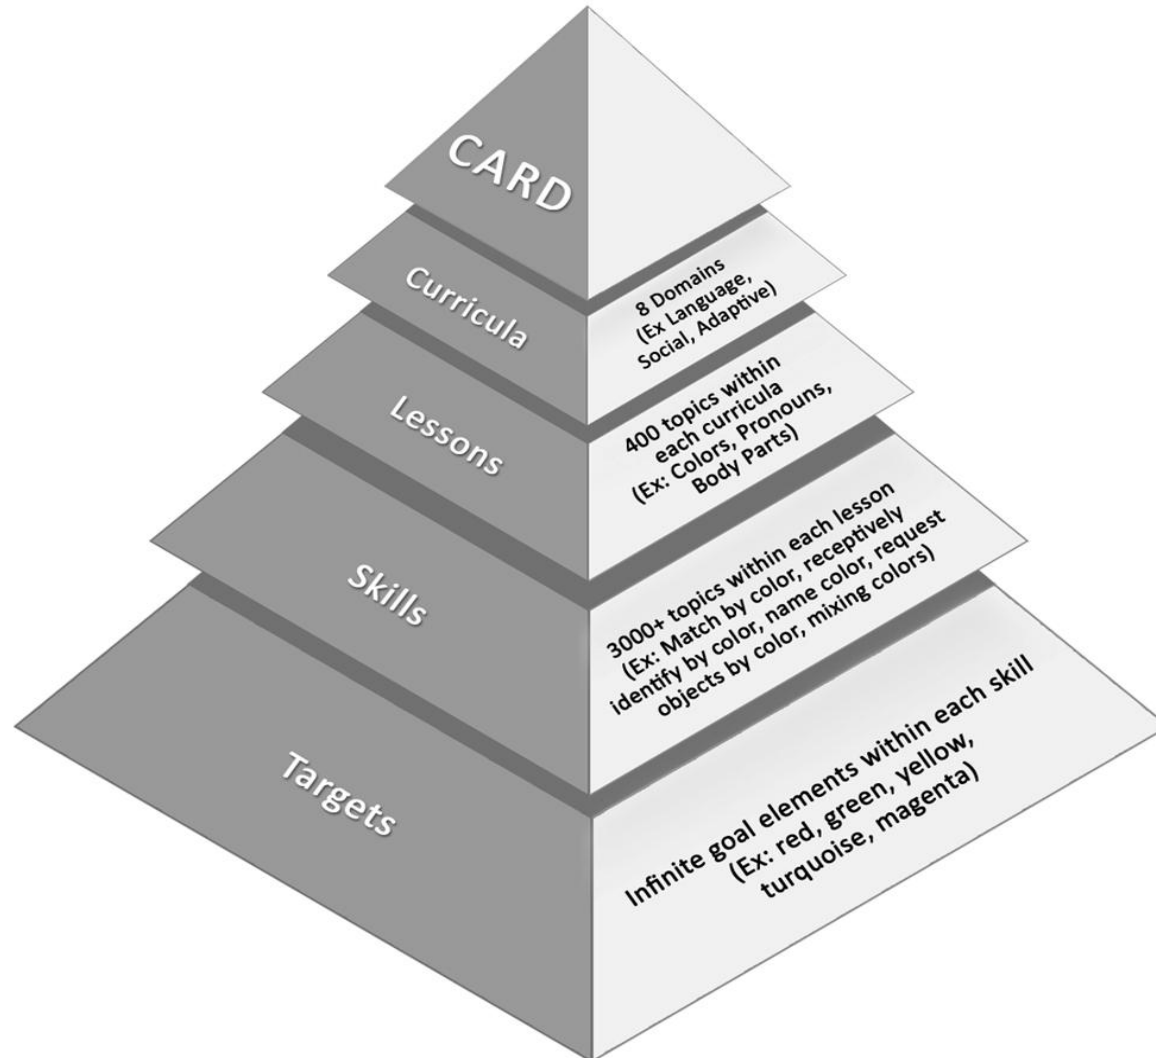 CARD
Curricula
8 Domains
(Ex Language,
Social, Adaptive)
Lessons
400 topics within
each curricula
(Ex: Colors, Pronouns,
Body Parts)
Skills
3000+ topics within each lesson
(Ex: Match by color, receptively
identify by color, name color, request
objects by color, mixing colors)
Targets
Infinite goal elements within each skill
(Ex: red, green, yellow,
turquoise, magenta)